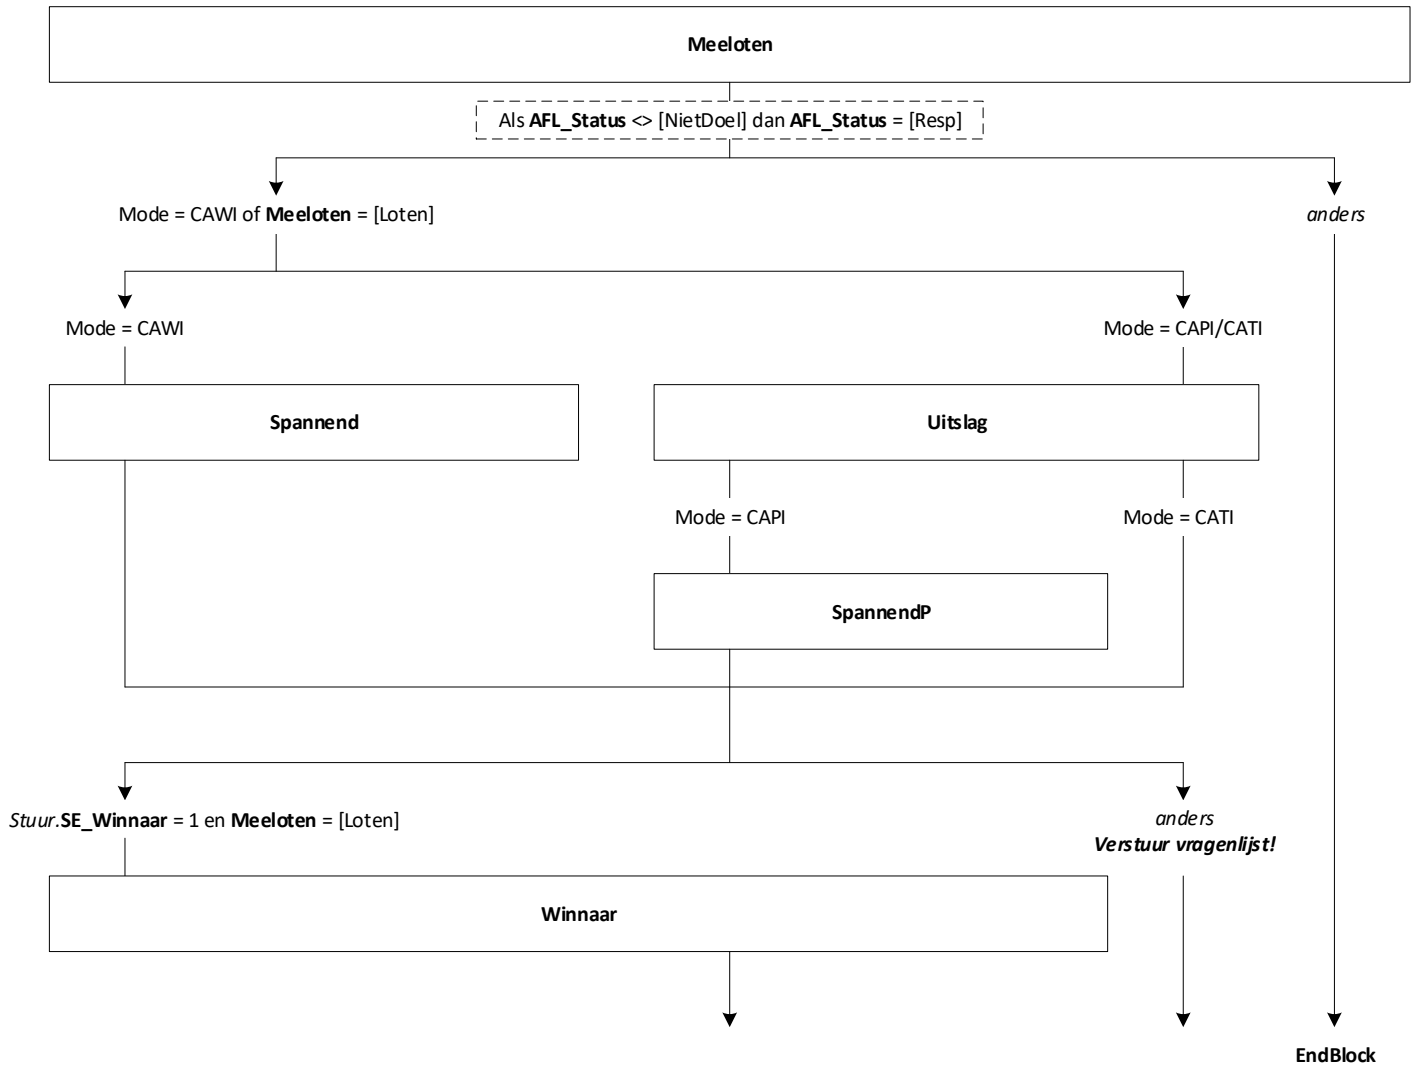 Meeloten
Als AFL_Status <> [NietDoel] dan AFL_Status = [Resp]
Mode = CAWI of Meeloten = [Loten]
anders
Mode = CAWI
Mode = CAPI/CATI
Spannend
Uitslag
Mode = CAPI
Mode = CATI
SpannendP
Stuur.SE_Winnaar = 1 en Meeloten = [Loten]
anders
Verstuur vragenlijst!
Winnaar
EndBlock